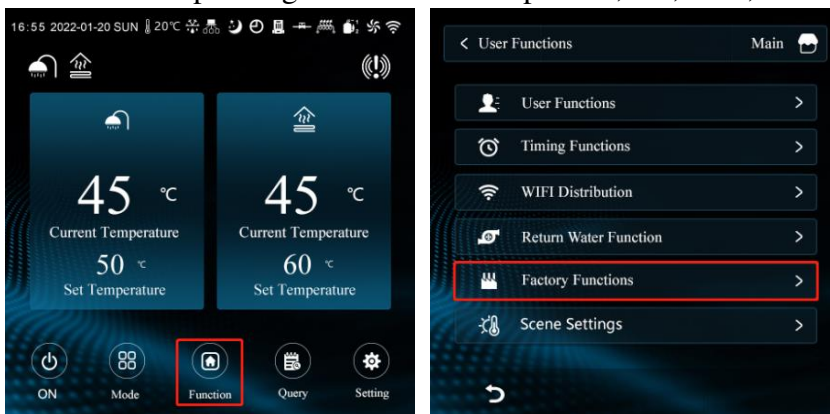 16:55 2022-01-20 SUN 20℃
45 ℃
Current Temperature
50 ℃
Set Temperature
45 ℃
Current Temperature
60 ℃
Set Temperature
ON
Mode
Function
Query
Setting
< User Functions
Main
User Functions >
Timing Functions >
WIFI Distribution >
Return Water Function >
Factory Functions >
Scene Settings >